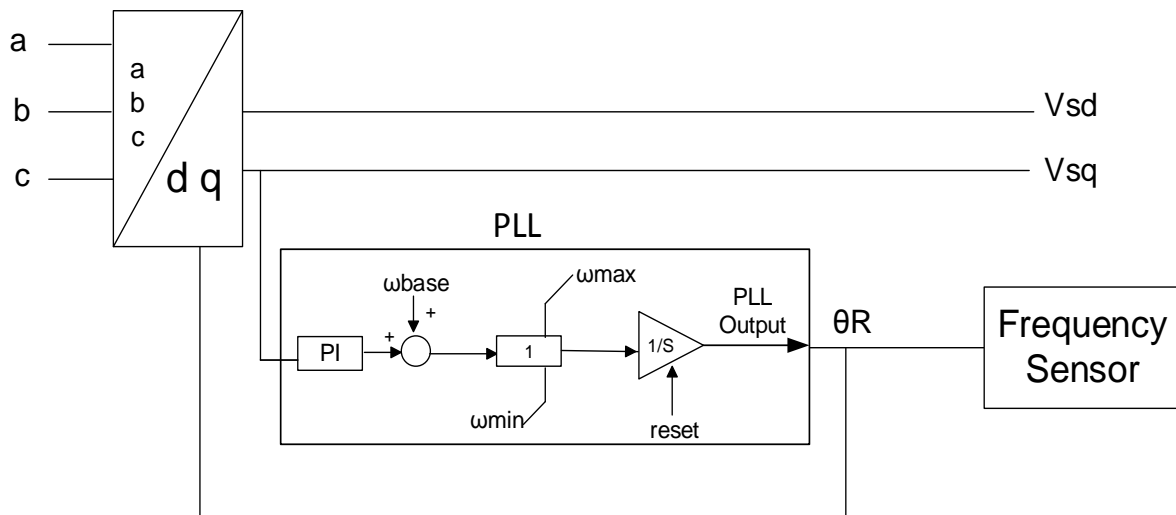 a
b
c
a
b
c
d q
Vsd
Vsq
PLL
ωbase
+
+
PI
ωmax
1
ωmin
1/S
reset
PLL
Output
θR
Frequency
Sensor